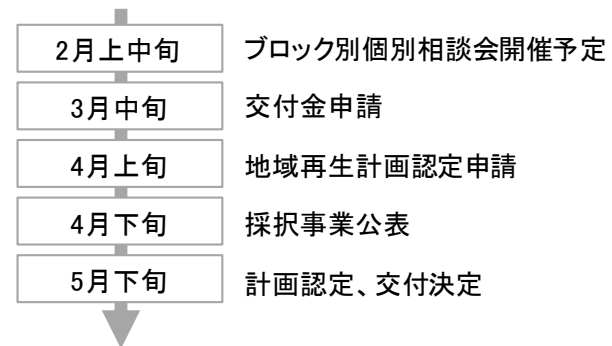 2月上中旬 ブロック別個別相談会開催予定
3月中旬 交付金申請
4月上旬 地域再生計画認定申請
4月下旬 採択事業公表
5月下旬 計画認定、交付決定